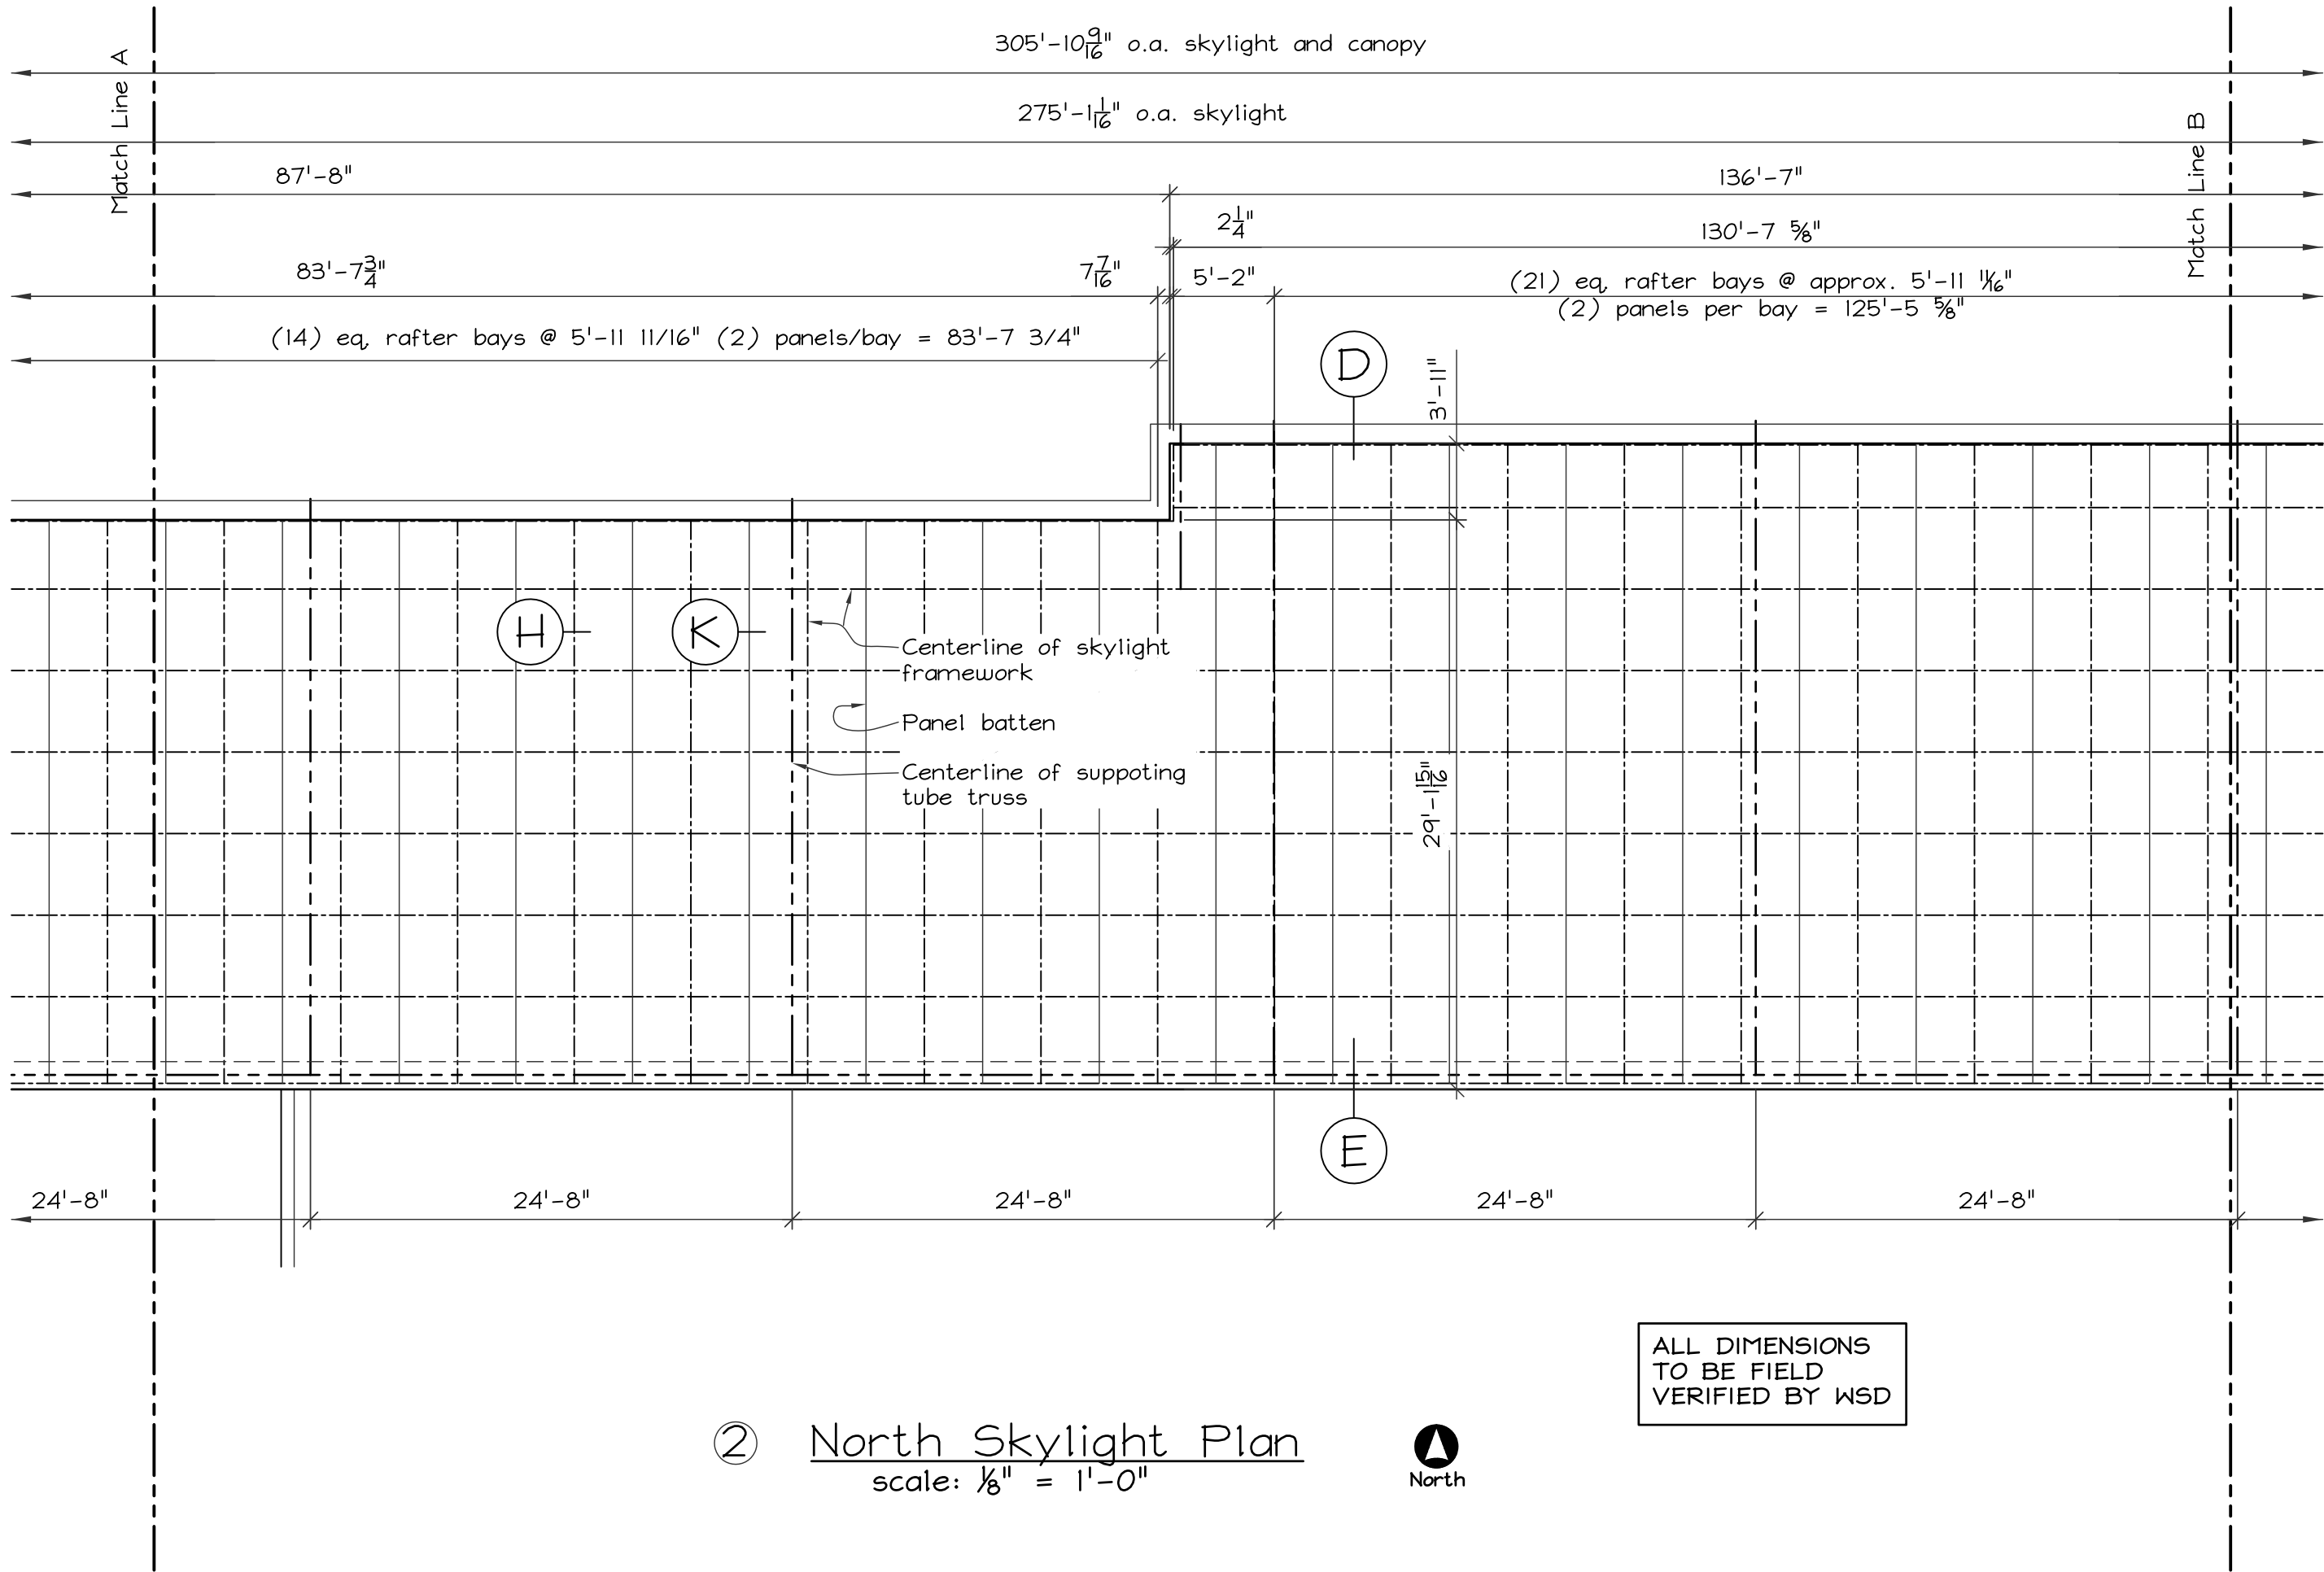 305'-10 9/16" o.a. skylight and canopy
Match Line A
275'-1 1/16" o.a. skylight
Match Line B
87'-8"
136'-7"
2 1/4"
130'-7 5/8"
83'-7 3/4"
7 7/16"
5'-2"
(21) eq. rafter bays @ approx. 5'-11 11/16"
(2) panels per bay = 125'-5 5/8"
(14) eq. rafter bays @ 5'-11 11/16" (2) panels/bay = 83'-7 3/4"
D
3'-11"
H
K
Centerline of skylight
framework
Panel batten
Centerline of suppoting
tube truss
29'-1 15/16"
E
24'-8"
24'-8"
24'-8"
24'-8"
24'-8"
ALL DIMENSIONS
TO BE FIELD
VERIFIED BY WSD
2 North Skylight Plan
scale: 1/8" = 1'-0"
North